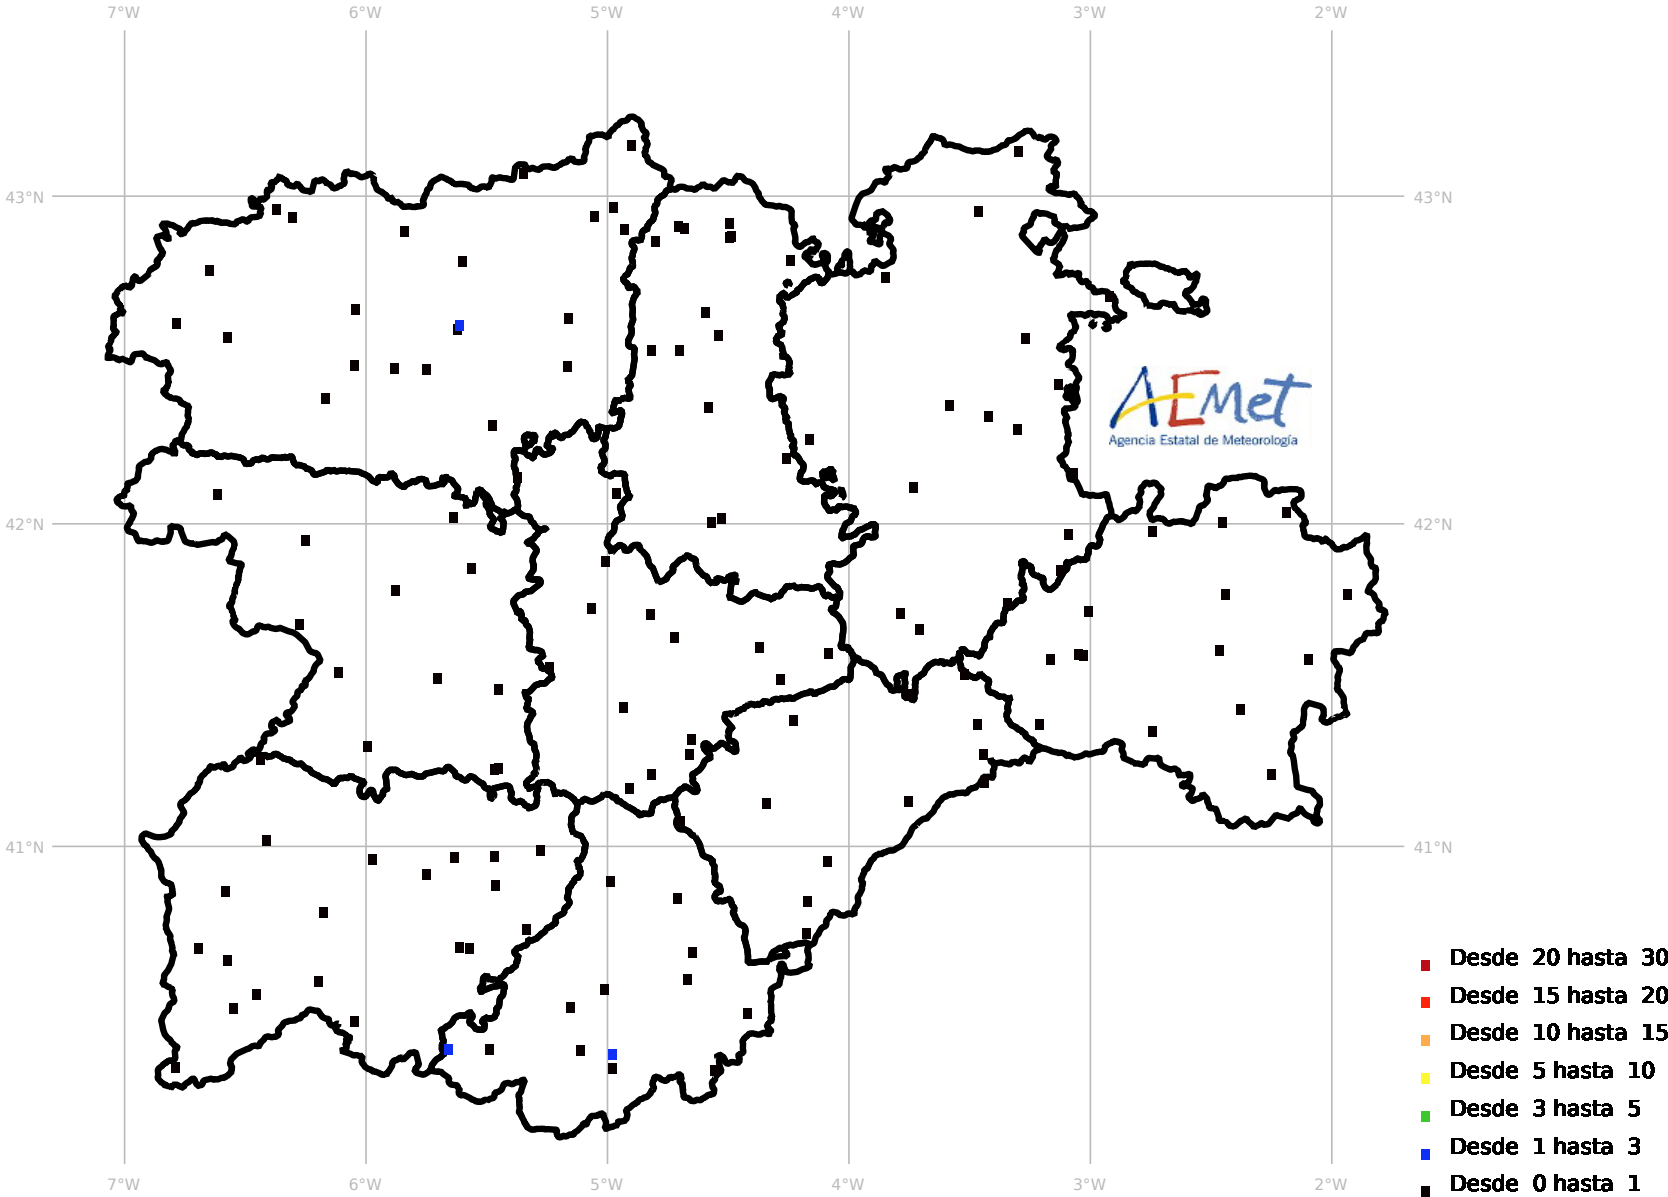 7°W 6°W 5°W 4°W 3°W 2°W
43°N 43°N
AEMet
Agencia Estatal de Meteorología
42°N 42°N
41°N 41°N
Desde 20 hasta 30
Desde 15 hasta 20
Desde 10 hasta 15
Desde 5 hasta 10
Desde 3 hasta 5
Desde 1 hasta 3
Desde 0 hasta 1
7°W 6°W 5°W 4°W 3°W 2°W